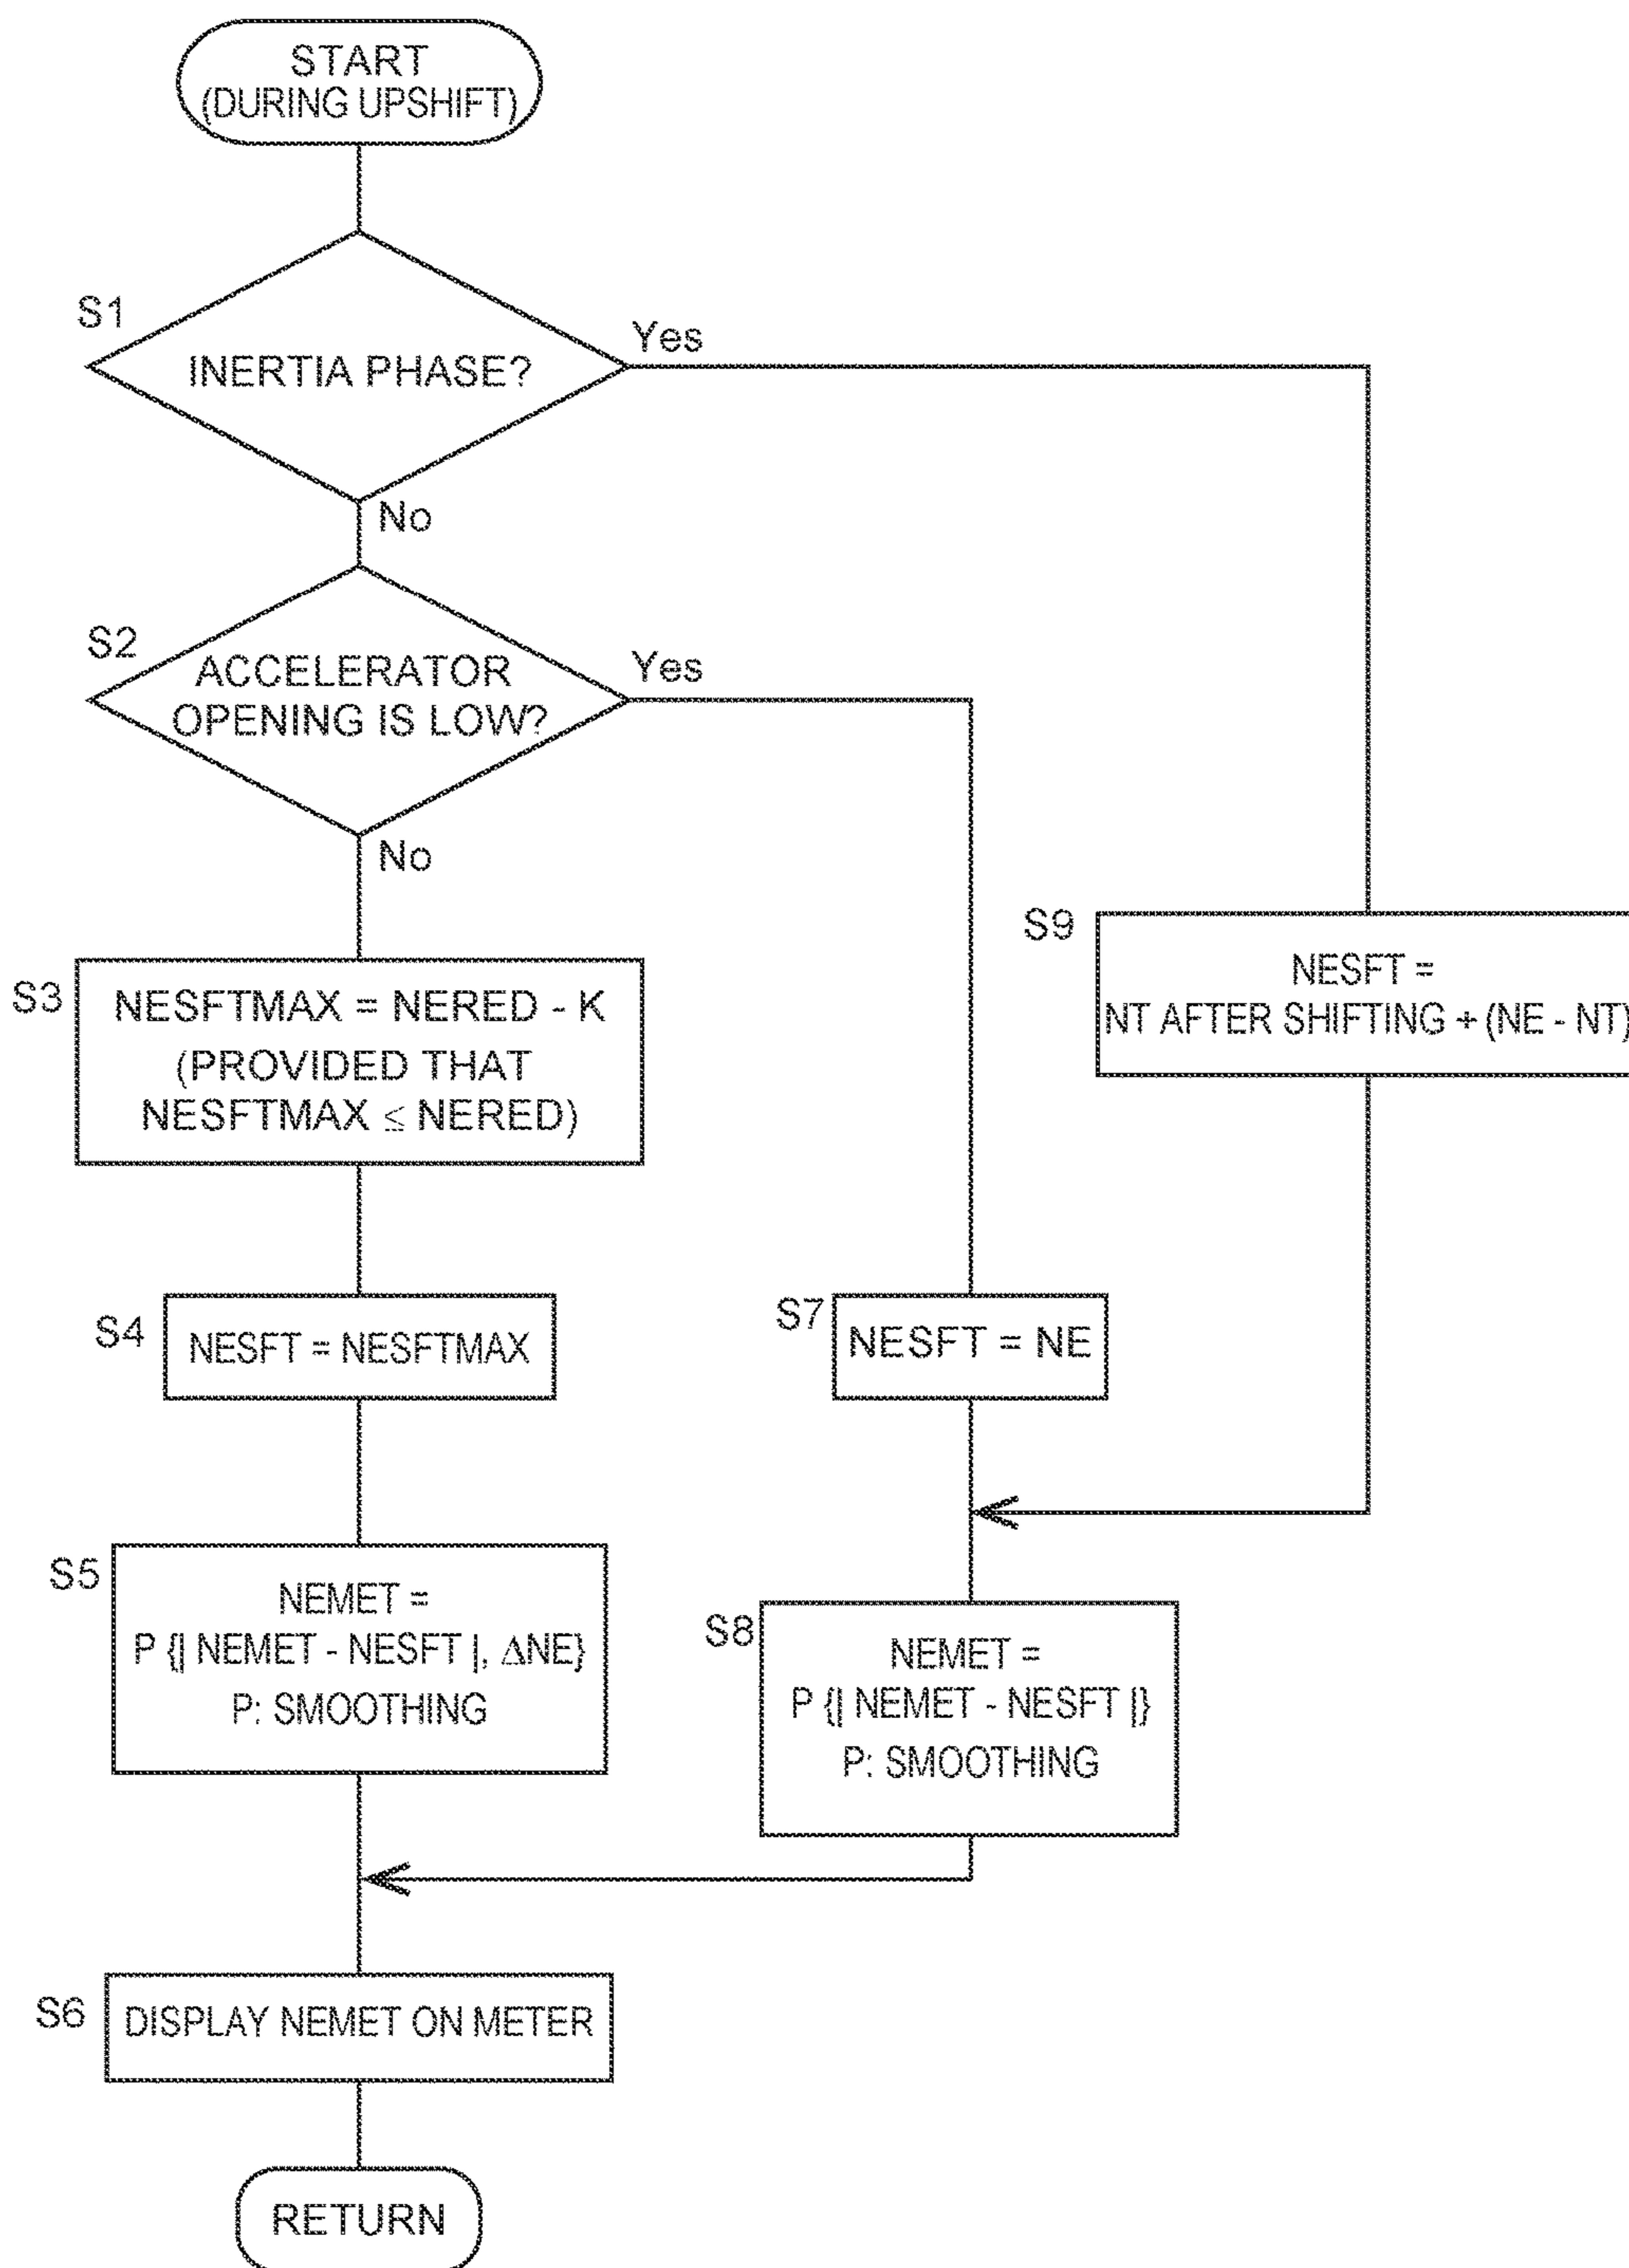 START
(DURING UPSHIFT)
S1
INERTIA PHASE?
Yes
No
S2
ACCELERATOR
OPENING IS LOW?
Yes
No
S3
NESFTMAX = NERED - K
(PROVIDED THAT
NESFTMAX ≤ NERED)
S9
NESFT =
NT AFTER SHIFTING + (NE - NT)
S4
NESFT = NESFTMAX
S7
NESFT = NE
S5
NEMET =
P {| NEMET - NESFT |, ΔNE}
P: SMOOTHING
S8
NEMET =
P {| NEMET - NESFT |}
P: SMOOTHING
S6
DISPLAY NEMET ON METER
RETURN